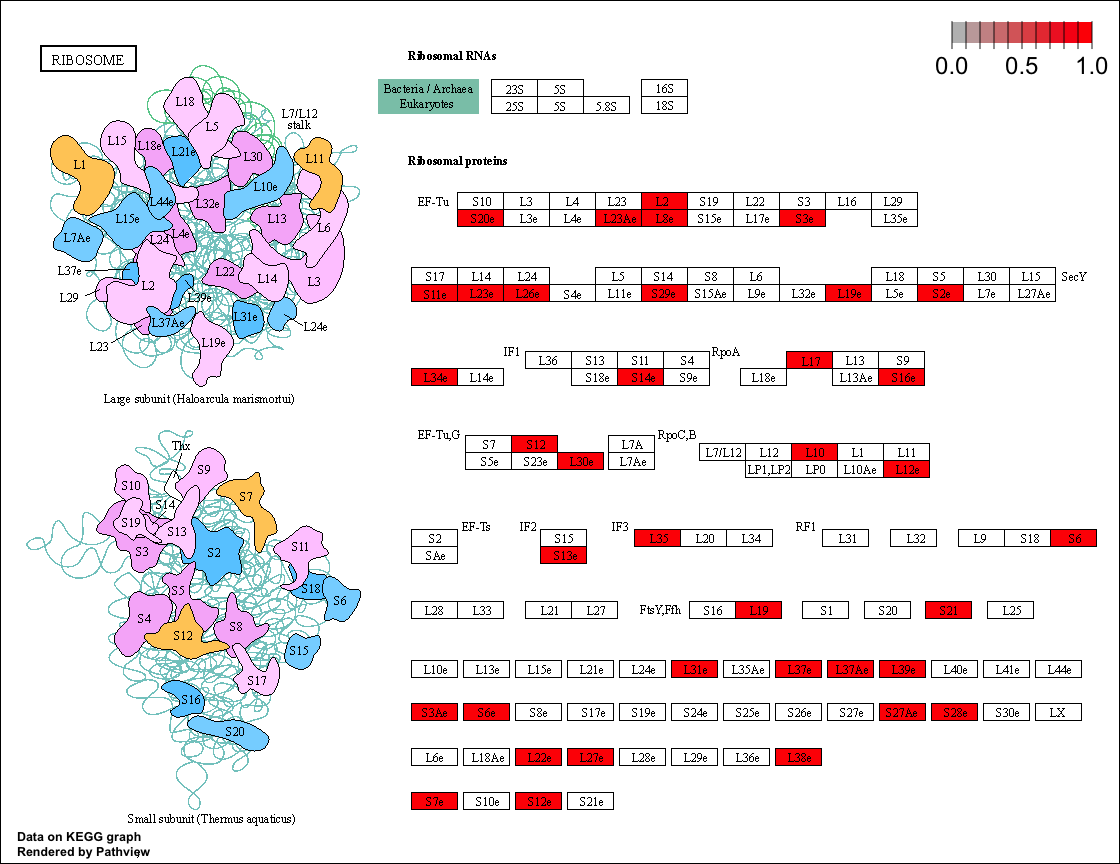 RIBOSOME
L18
L5
L7/L12
stalk
L15
L18e
L21e
L30
L11
L1
L10e
L44e
L32e
L15e
L13
L6
L7Ae
L24
L4e
L37e
L22
L14
L3
L29
L2
L39e
L37Ae
L31e
L24e
L23
L19e
Large subunit (Haloarcula marismortui)
Thx
S9
S10
S7
S14
S19
S13
S3
S2
S11
S5
S18
S6
S4
S12
S8
S15
S17
S16
S20
Small subunit (Thermus aquaticus)
Data on KEGG graph
Rendered by Pathview
0.0 0.5 1.0
Ribosomal RNAs
Bacteria / Archaea 23S 5S 16S
Eukaryotes 25S 5S 5.8S 18S
Ribosomal proteins
EF-Tu S10 L3 L4 L23 L2 S19 L22 S3 L16 L29
S20e L3e L4e L23Ae L8e S15e L17e S3e L35e
S17 L14 L24 L5 S14 S8 L6 L18 S5 L30 L15 SecY
S11e L23e L26e S4e L11e S29e S15Ae L9e L32e L19e L5e S2e L7e L27Ae
IF1 L36 S13 S11 S4 RpoA L17 L13 S9
L34e L14e S18e S14e S9e L18e L13Ae S16e
EF-Tu,G S7 S12 L7A RpoC,B L7/L12 L12 L10 L1 L11
S5e S23e L30e L7Ae LP1,LP2 LP0 L10Ae L12e
S2 EF-Ts IF2 S15 IF3 L35 L20 L34 RF1 L31 L32 L9 S18 S6
SAe S13e
L28 L33 L21 L27 FtsY,Ffh S16 L19 S1 S20 S21 L25
L10e L13e L15e L21e L24e L31e L35Ae L37e L37Ae L39e L40e L41e L44e
S3Ae S6e S8e S17e S19e S24e S25e S26e S27e S27Ae S28e S30e LX
L6e L18Ae L22e L27e L28e L29e L36e L38e
S7e S10e S12e S21e